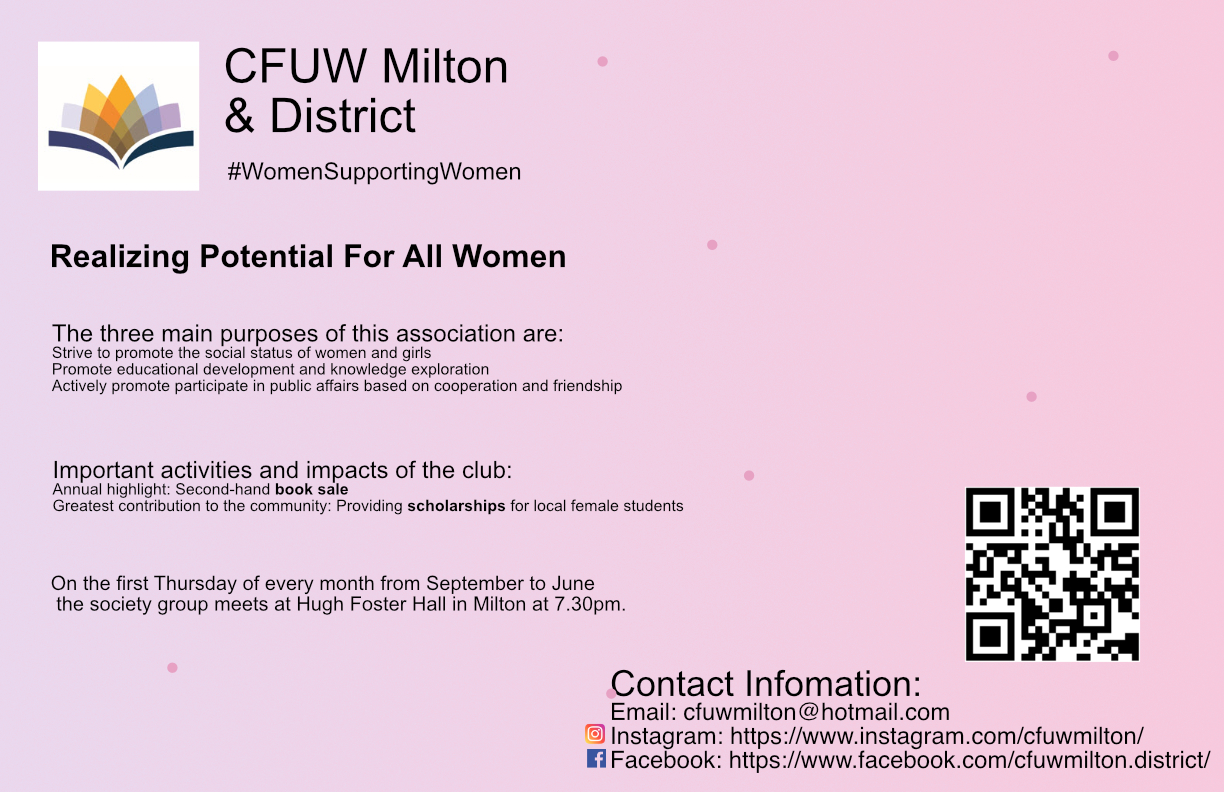 CFUW Milton
& District
#WomenSupportingWomen
Realizing Potential For All Women
The three main purposes of this association are:
Strive to promote the social status of women and girls
Promote educational development and knowledge exploration
Actively promote participate in public affairs based on cooperation and friendship
Important activities and impacts of the club:
Annual highlight: Second-hand book sale
Greatest contribution to the community: Providing scholarships for local female students
On the first Thursday of every month from September to June
the society group meets at Hugh Foster Hall in Milton at 7.30pm.
Contact Infomation:
Email: cfuwmilton@hotmail.com
Instagram: https://www.instagram.com/cfuwmilton/
Facebook: https://www.facebook.com/cfuwmilton.district/